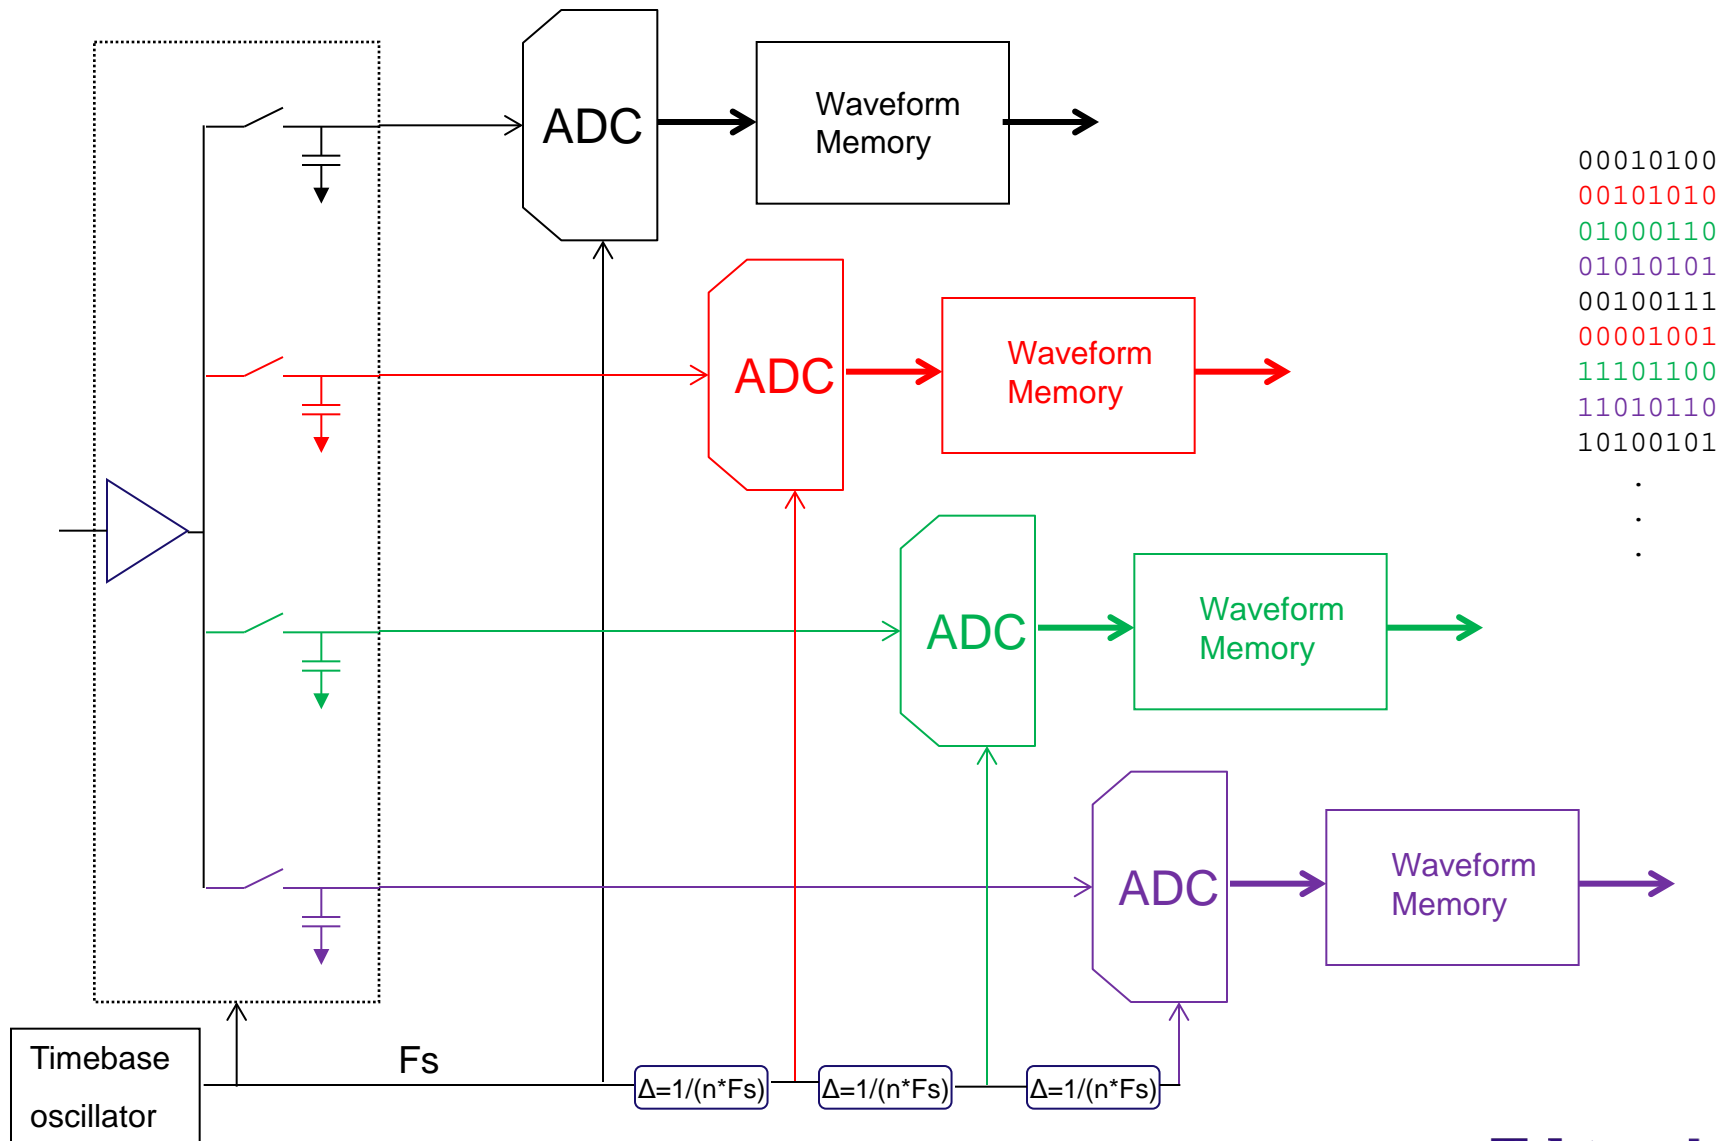 ADC
Waveform
Memory
00010100
00101010
01000110
01010101
00100111
00001001
11101100
11010110
10100101
.
.
.
ADC
Waveform
Memory
ADC
Waveform
Memory
ADC
Waveform
Memory
Timebase
oscillator
Fs
Δ=1/(n*Fs)
Δ=1/(n*Fs)
Δ=1/(n*Fs)